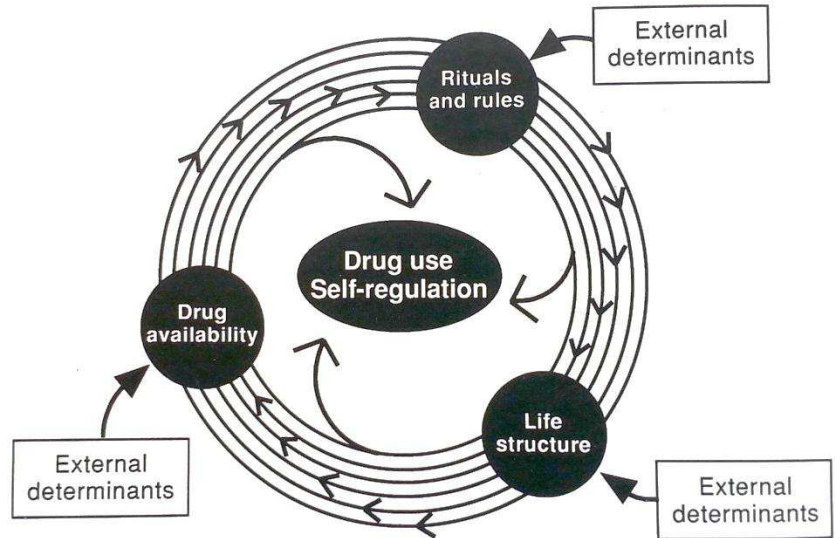 External
determinants
Rituals
and rules
Drug use
Self-regulation
Drug
availability
Life
structure
External
determinants
External
determinants